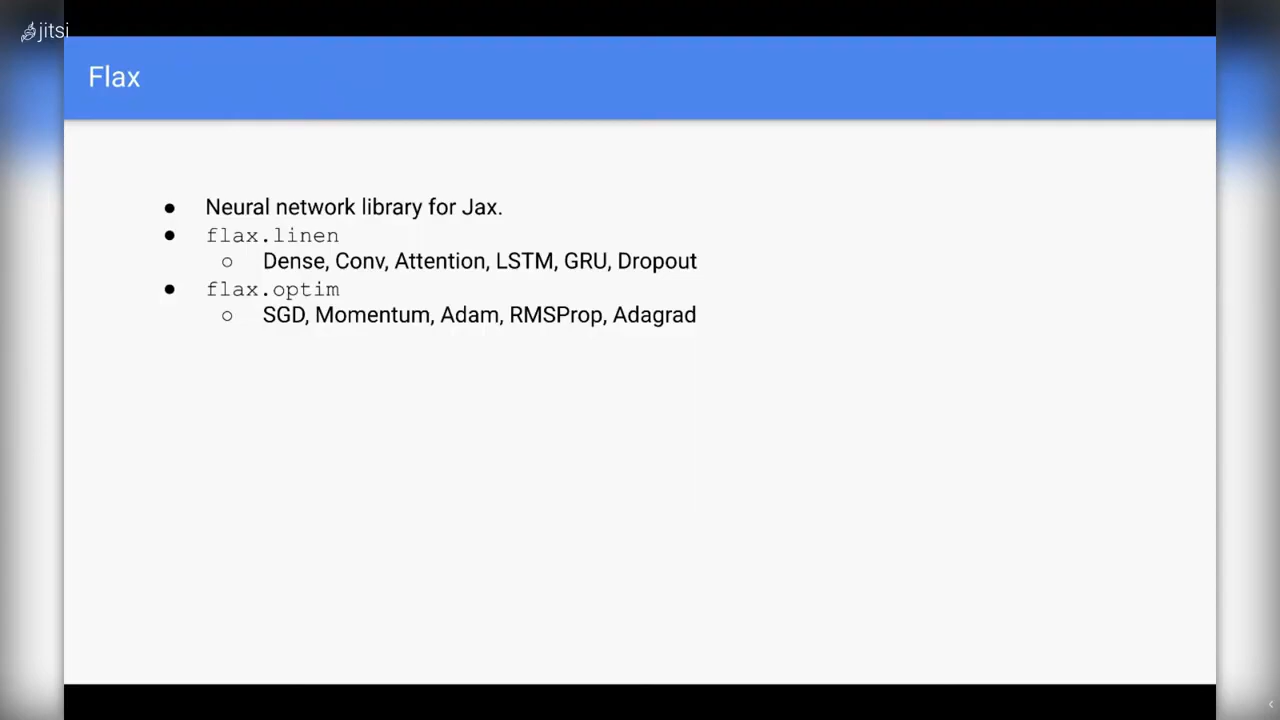 jitsi
Flax
● Neural network library for Jax.
● flax.linen
○ Dense, Conv, Attention, LSTM, GRU, Dropout
● flax.optim
○ SGD, Momentum, Adam, RMSProp, Adagrad